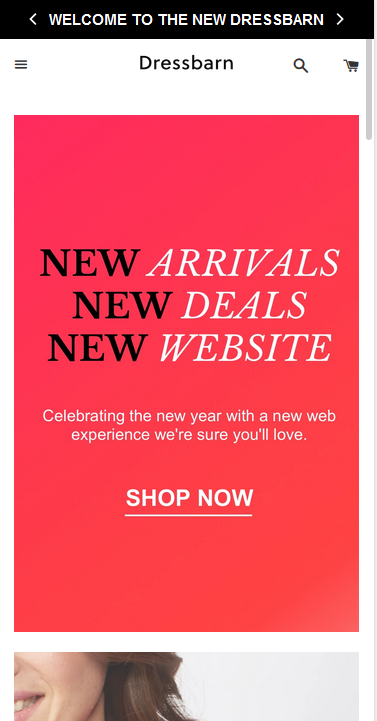 WELCOME TO THE NEW DRESSBARN
Dressbarn
NEW ARRIVALS
NEW DEALS
NEW WEBSITE
Celebrating the new year with a new web
experience we're sure you'll love.
SHOP NOW